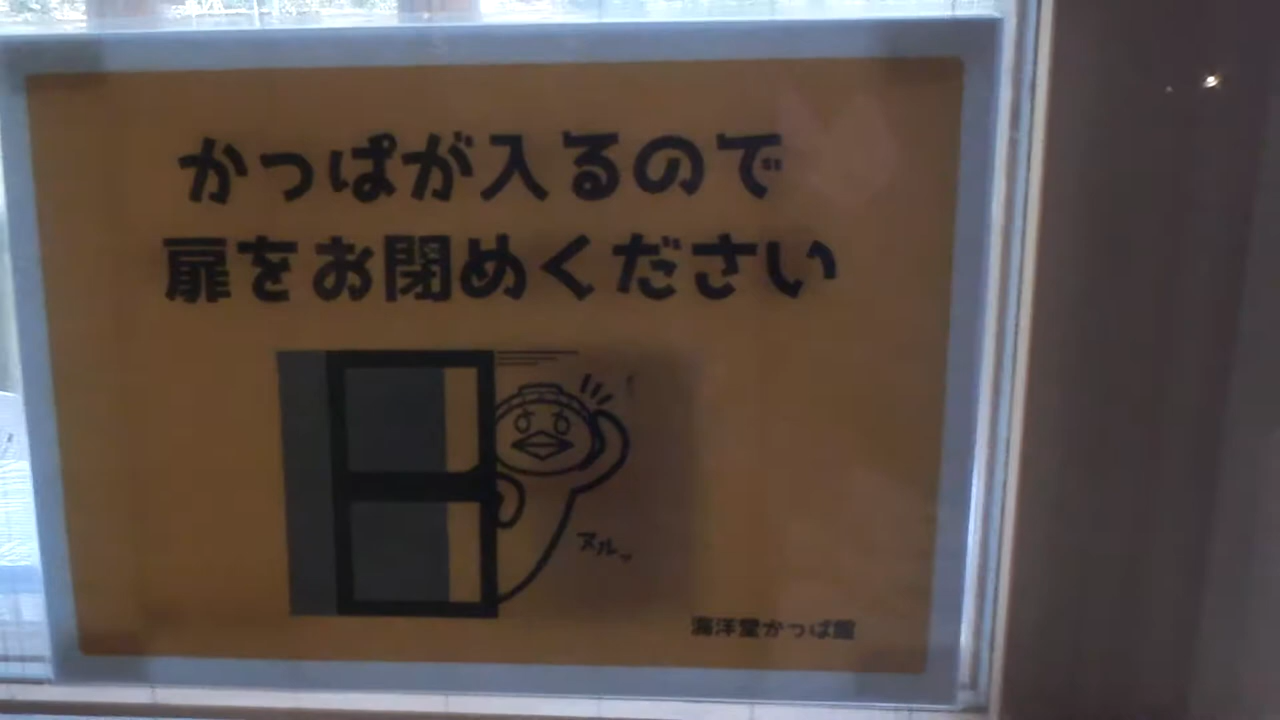 かっぱが入るので
扉をお閉めください
ヌルッ
海洋堂かっぱ館